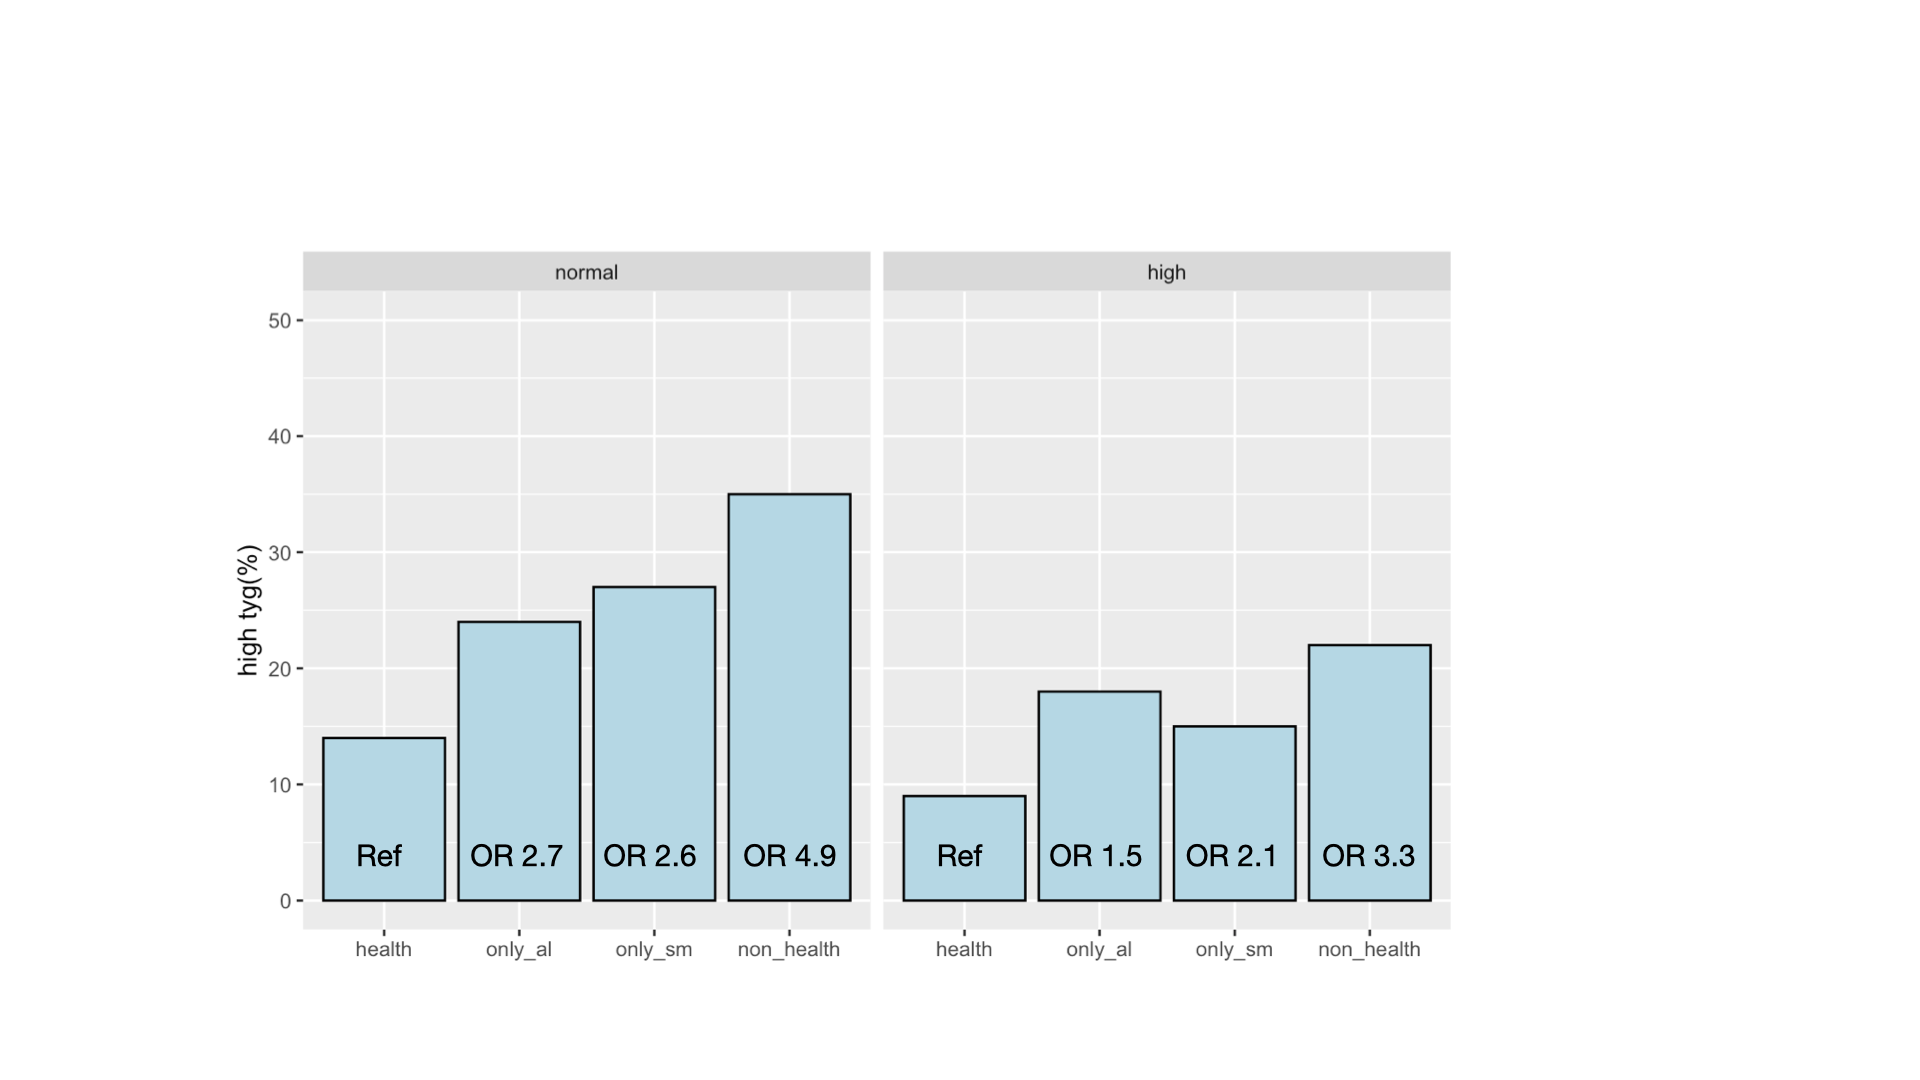 normal
high
50
40
30
20
10
0
high tyg(%)
Ref
OR 2.7
OR 2.6
OR 4.9
Ref
OR 1.5
OR 2.1
OR 3.3
health
only_al
only_sm
non_health
health
only_al
only_sm
non_health